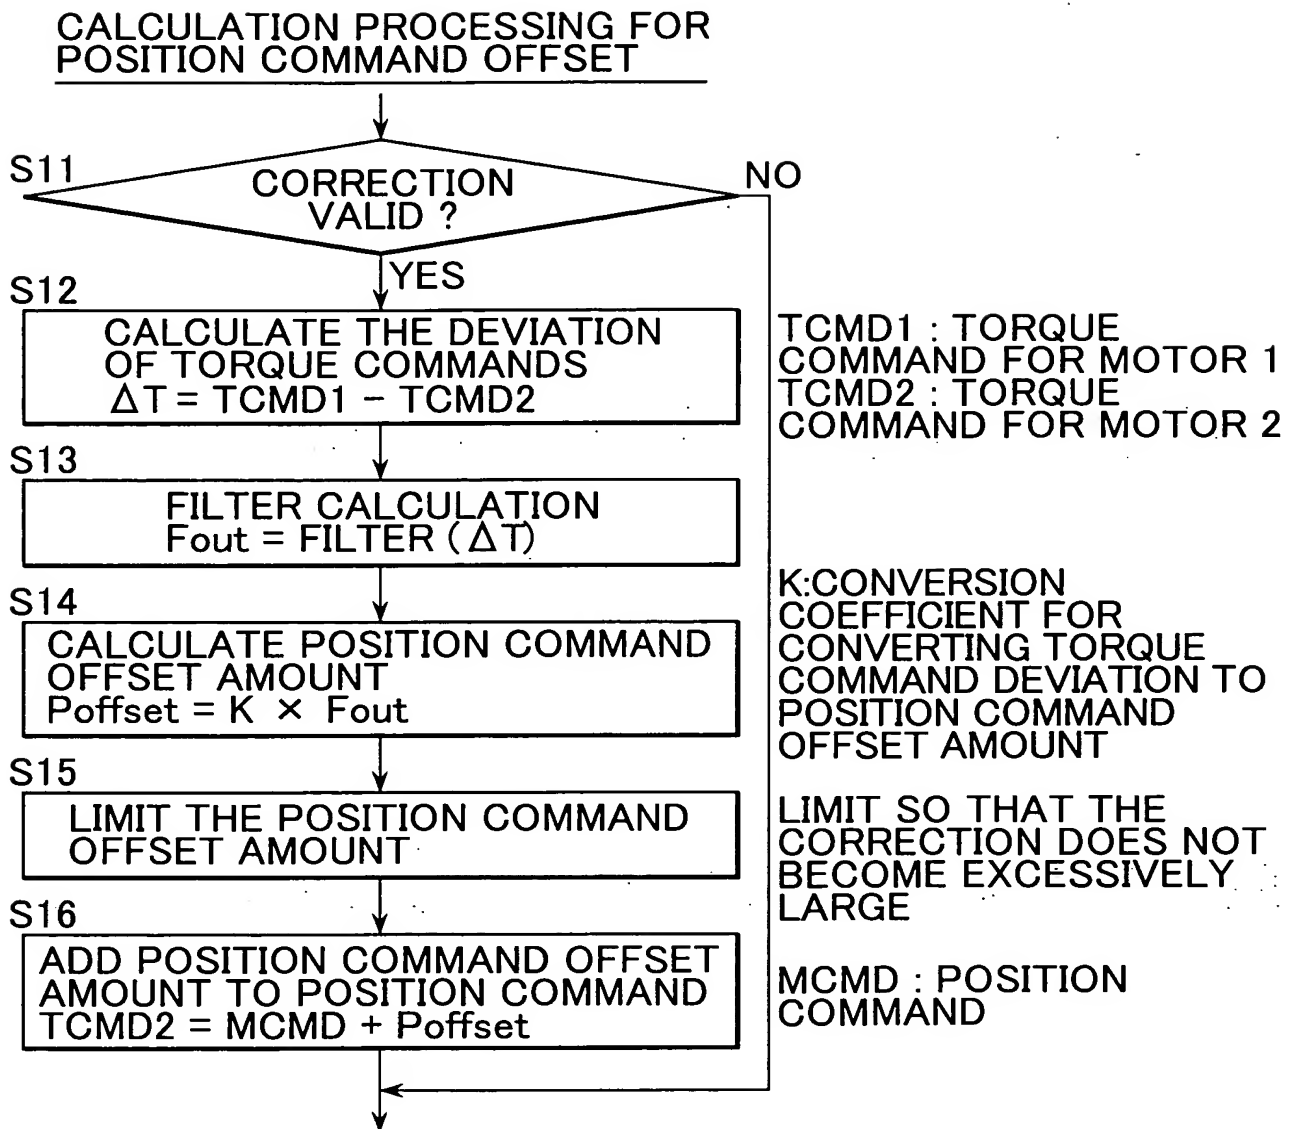 CALCULATION PROCESSING FOR
POSITION COMMAND OFFSET
S11
CORRECTION
VALID ?
NO
YES
S12
CALCULATE THE DEVIATION
OF TORQUE COMMANDS
ΔT = TCMD1 − TCMD2
TCMD1 : TORQUE
COMMAND FOR MOTOR 1
TCMD2 : TORQUE
COMMAND FOR MOTOR 2
S13
FILTER CALCULATION
Fout = FILTER (ΔT)
S14
CALCULATE POSITION COMMAND
OFFSET AMOUNT
Poffset = K × Fout
K:CONVERSION
COEFFICIENT FOR
CONVERTING TORQUE
COMMAND DEVIATION TO
POSITION COMMAND
OFFSET AMOUNT
S15
LIMIT THE POSITION COMMAND
OFFSET AMOUNT
LIMIT SO THAT THE
CORRECTION DOES NOT
BECOME EXCESSIVELY
LARGE
S16
ADD POSITION COMMAND OFFSET
AMOUNT TO POSITION COMMAND
TCMD2 = MCMD + Poffset
MCMD : POSITION
COMMAND